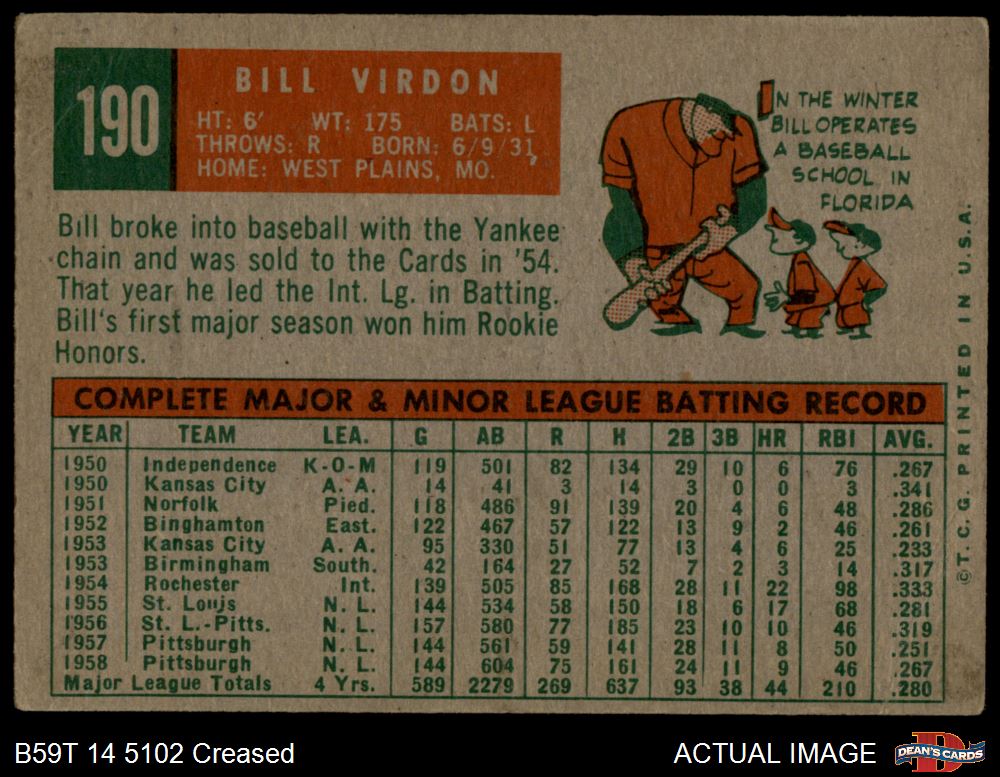 190
BILL VIRDON
HT: 6' WT: 175 BATS: L
THROWS: R BORN: 6/9/31
HOME: WEST PLAINS, MO.
IN THE WINTER
BILL OPERATES
A BASEBALL
SCHOOL IN
FLORIDA
Bill broke into baseball with the Yankee
chain and was sold to the Cards in '54.
That year he led the Int. Lg. in Batting.
Bill's first major season won him Rookie
Honors.
COMPLETE MAJOR & MINOR LEAGUE BATTING RECORD
YEAR TEAM LEA. G AB R H 2B 3B HR RBI AVG.
1950 Independence K-O-M 119 501 82 134 29 10 6 76 .267
1950 Kansas City A. A. 14 41 3 14 3 0 0 3 .341
1951 Norfolk Pied. 118 486 91 139 20 4 6 48 .286
1952 Binghamton East. 122 467 57 122 13 9 2 46 .261
1953 Kansas City A. A. 95 330 51 77 13 4 6 25 .233
1953 Birmingham South. 42 164 27 52 7 2 3 14 .317
1954 Rochester Int. 139 505 85 168 28 11 22 98 .333
1955 St. Louis N. L. 144 534 58 150 18 6 17 68 .281
1956 St. L.-Pitts. N. L. 157 580 77 185 23 10 10 46 .319
1957 Pittsburgh N. L. 144 561 59 141 28 11 8 50 .251
1958 Pittsburgh N. L. 144 604 75 161 24 11 9 46 .267
Major League Totals 4 Yrs. 589 2279 269 637 93 38 44 210 .280
©T. C. G. PRINTED IN U.S.A.
B59T 14 5102 Creased
ACTUAL IMAGE
DEAN'S CARDS